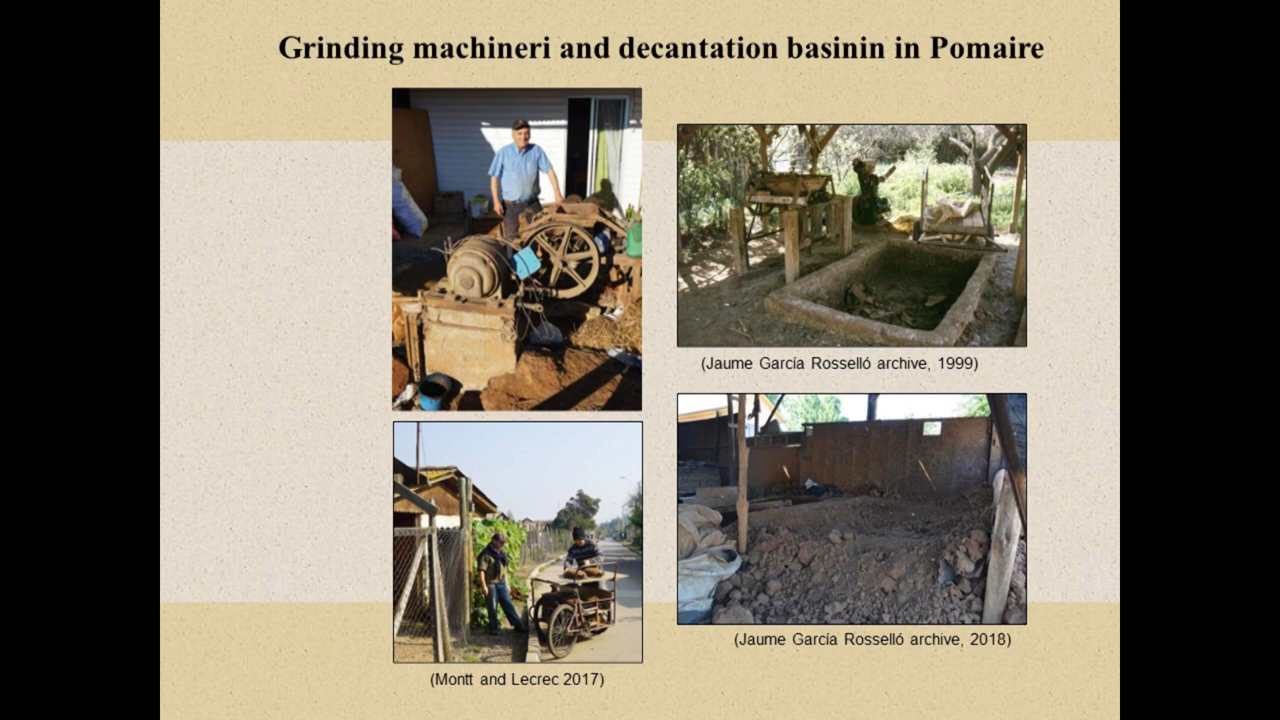 Grinding machineri and decantation basinin in Pomaire
(Jaume García Rosselló archive, 1999)
(Jaume García Rosselló archive, 2018)
(Montt and Lecrec 2017)